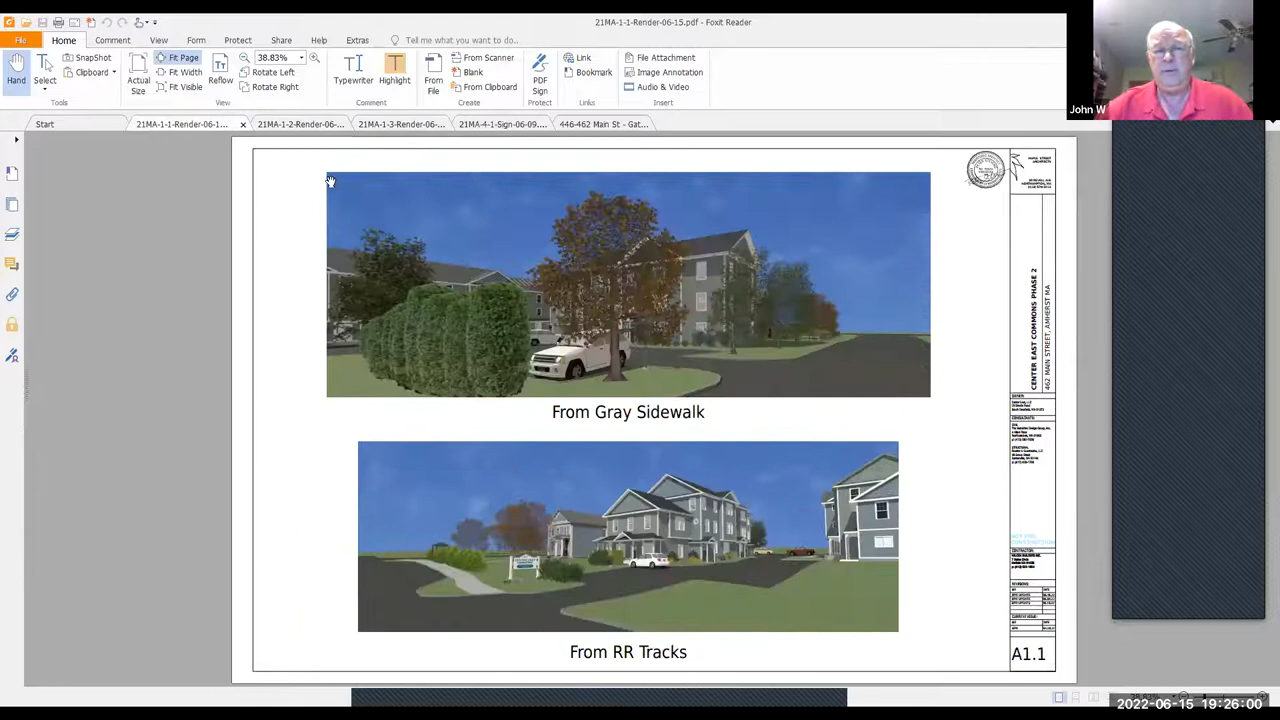 21MA-1-1-Render-06-15.pdf - Foxit Reader
File Home Comment View Form Protect Share Help Extras Tell me what you want to do..
Hand
Select
SnapShot
Clipboard
Tools
Actual Size
Fit Page
Fit Width
Fit Visible
Reflow
38.83%
Rotate Left
Rotate Right
View
Typewriter
Highlight
Comment
From File
From Scanner
Blank
From Clipboard
Create
PDF Sign
Protect
Link
Bookmark
Links
File Attachment
Image Annotation
Audio & Video
Insert
John W
Start
21MA-1-1-Render-06-1...
21MA-1-2-Render-06-...
21MA-1-3-Render-06-...
21MA-4-1-Sign-06-09....
446-462 Main St - Gat...
From Gray Sidewalk
From RR Tracks
MAPLE STREET
ARCHITECTS
CENTER EAST COMMONS PHASE 2
462 MAIN STREET, AMHERST MA
A1.1
38.83%
2022-06-15 19:26:00